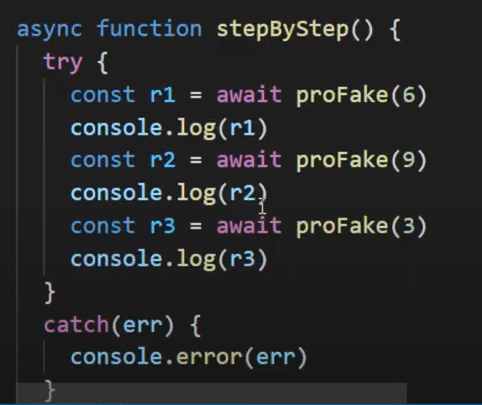 async function stepByStep() {
try {
const r1 = await proFake(6)
console.log(r1)
const r2 = await proFake(9)
console.log(r2)
const r3 = await proFake(3)
console.log(r3)
}
catch(err) {
console.error(err)
}